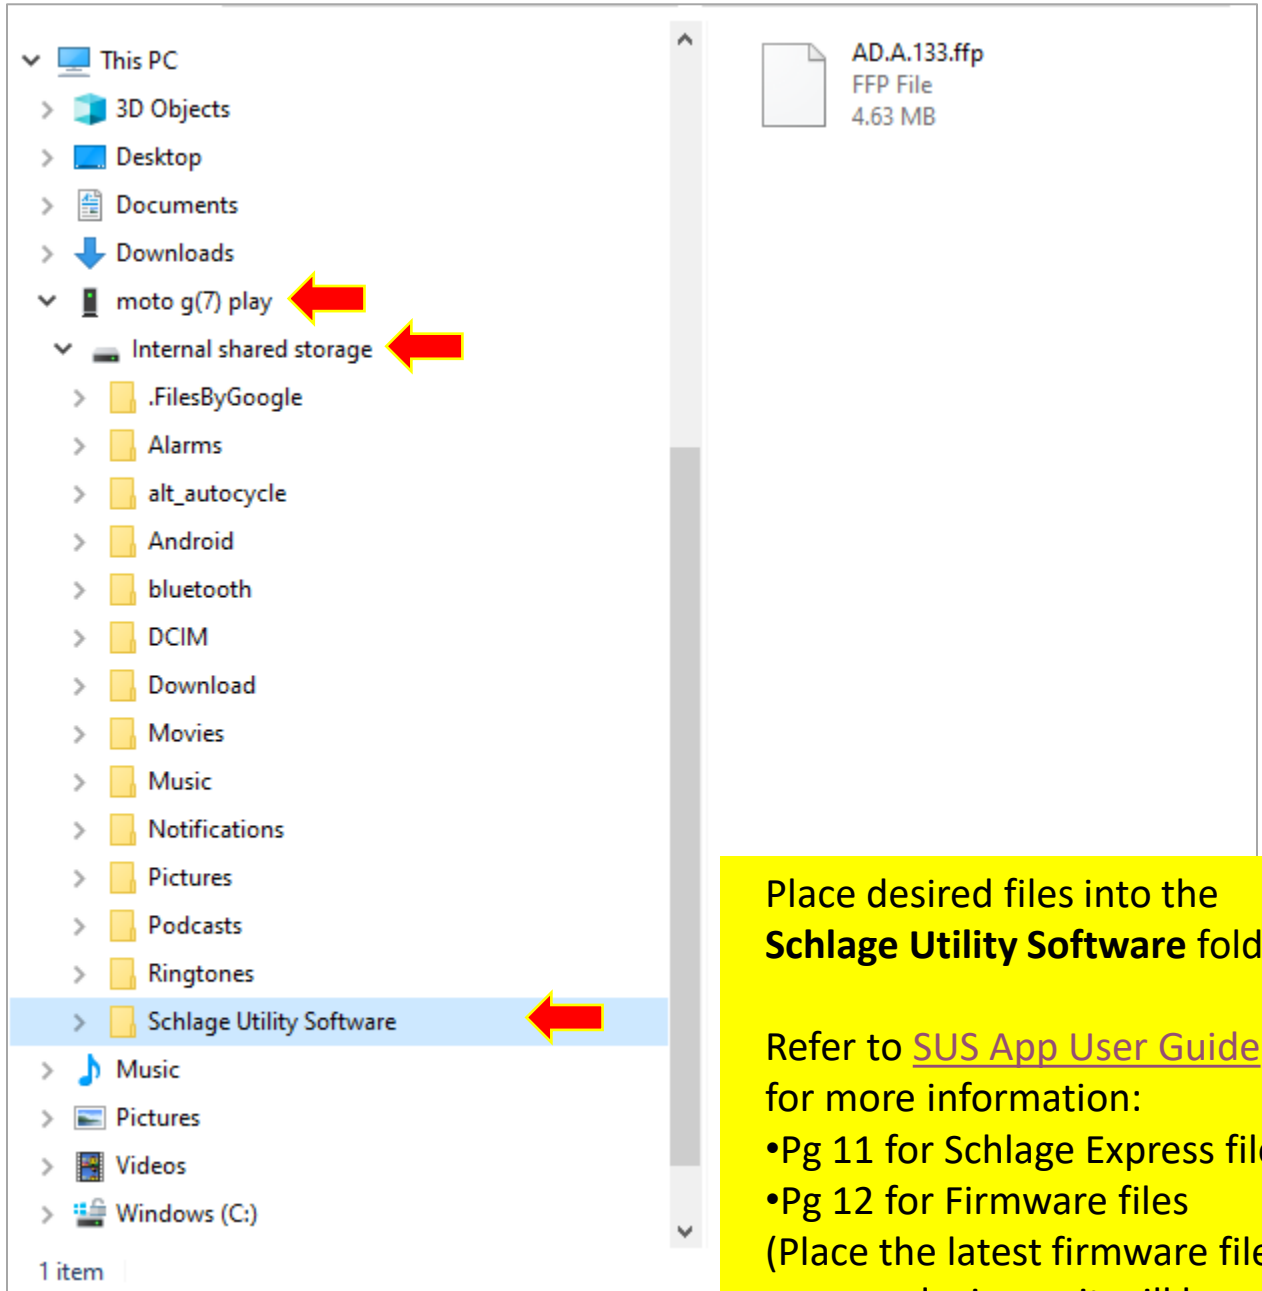 This PC
3D Objects
Desktop
Documents
Downloads
moto g(7) play
Internal shared storage
.FilesByGoogle
Alarms
alt_autocycle
Android
bluetooth
DCIM
Download
Movies
Music
Notifications
Pictures
Podcasts
Ringtones
Schlage Utility Software
Music
Pictures
Videos
Windows (C:)
1 item
AD.A.133.ffp
FFP File
4.63 MB
Place desired files into the
Schlage Utility Software fold
Refer to SUS App User Guide
for more information:
•Pg 11 for Schlage Express fil
•Pg 12 for Firmware files
(Place the latest firmware file